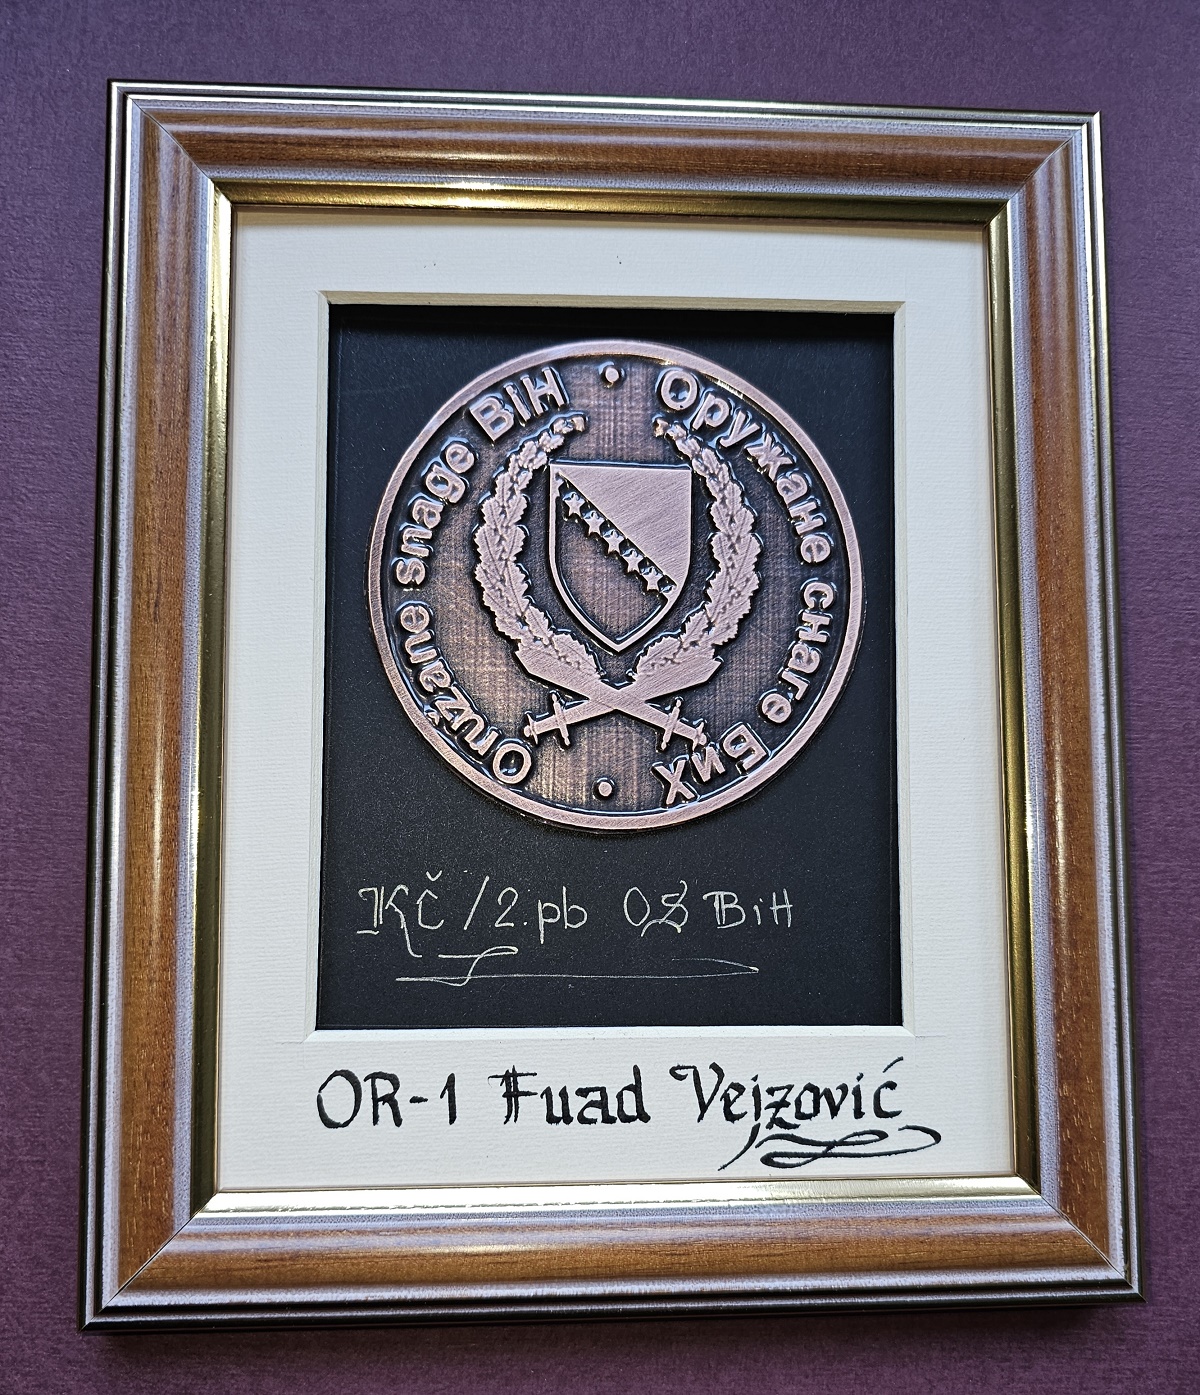 Oružane snage BiH • Оружане снаге БиХ •
KČ/2.pb OS BiH
OR-1 Fuad Vejzović